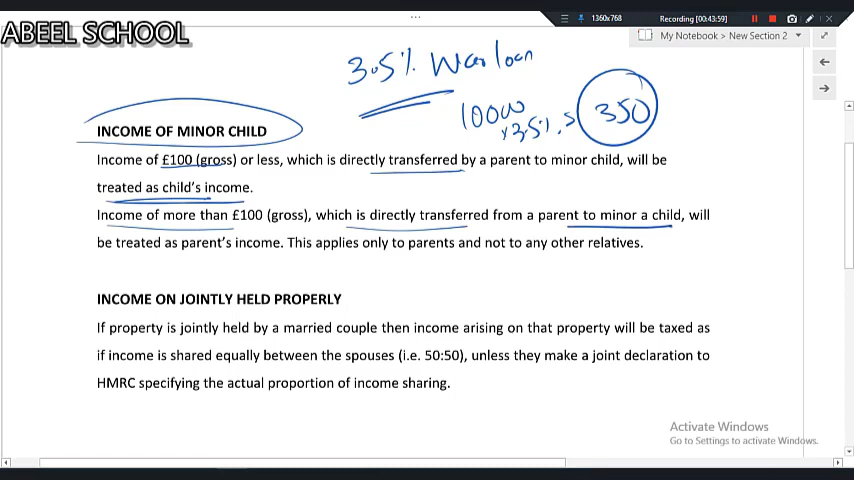 1360x768
Recording [00:43:59]
ABEEL SCHOOL
My Notebook > New Section 2
3.5% War loan
10000
x3.5%
350
INCOME OF MINOR CHILD
Income of £100 (gross) or less, which is directly transferred by a parent to minor child, will be
treated as child's income.
Income of more than £100 (gross), which is directly transferred from a parent to minor a child, will
be treated as parent's income. This applies only to parents and not to any other relatives.
INCOME ON JOINTLY HELD PROPERLY
If property is jointly held by a married couple then income arising on that property will be taxed as
if income is shared equally between the spouses (i.e. 50:50), unless they make a joint declaration to
HMRC specifying the actual proportion of income sharing.
Activate Windows
Go to Settings to activate Windows.